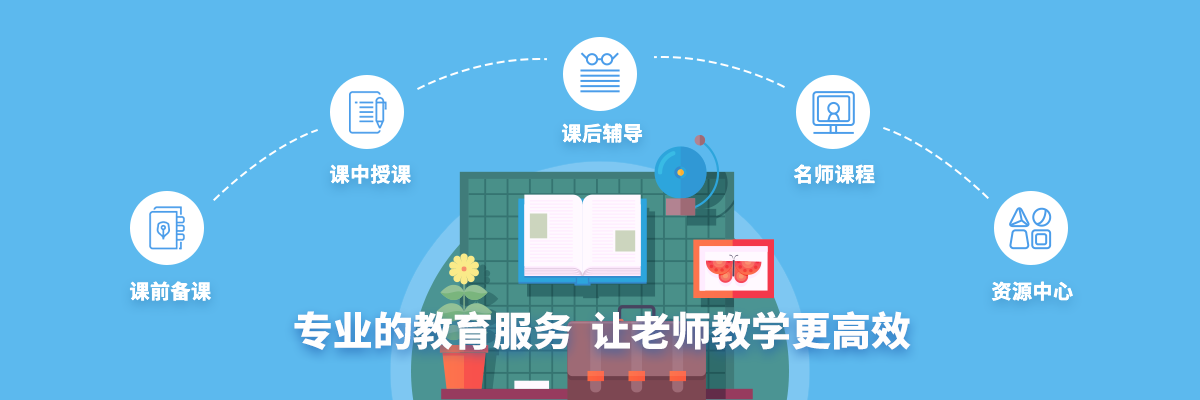 课后辅导
课中授课
名师课程
课前备课
资源中心
专业的教育服务 让老师教学更高效